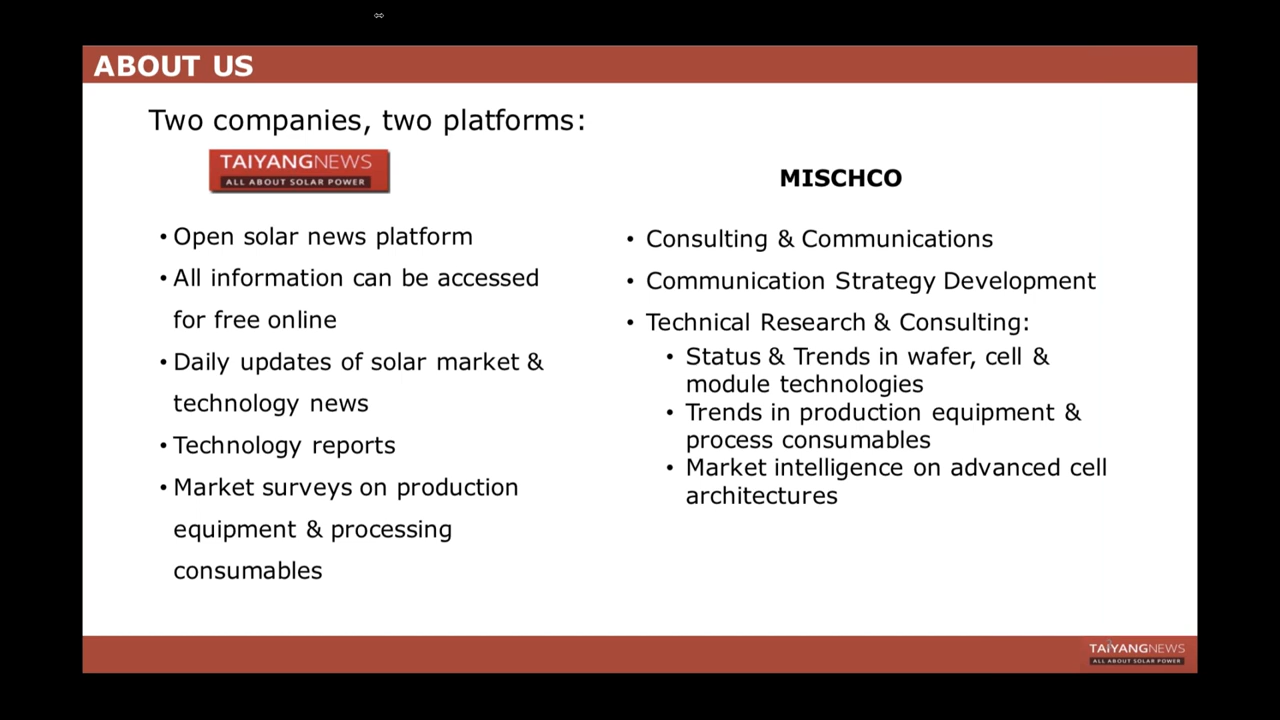 ABOUT US
Two companies, two platforms:
TAIYANGNEWS
ALL ABOUT SOLAR POWER
• Open solar news platform
• All information can be accessed
for free online
• Daily updates of solar market &
technology news
• Technology reports
• Market surveys on production
equipment & processing
consumables
MISCHCO
• Consulting & Communications
• Communication Strategy Development
• Technical Research & Consulting:
• Status & Trends in wafer, cell &
module technologies
• Trends in production equipment &
process consumables
• Market intelligence on advanced cell
architectures
TAIYANGNEWS
ALL ABOUT SOLAR POWER